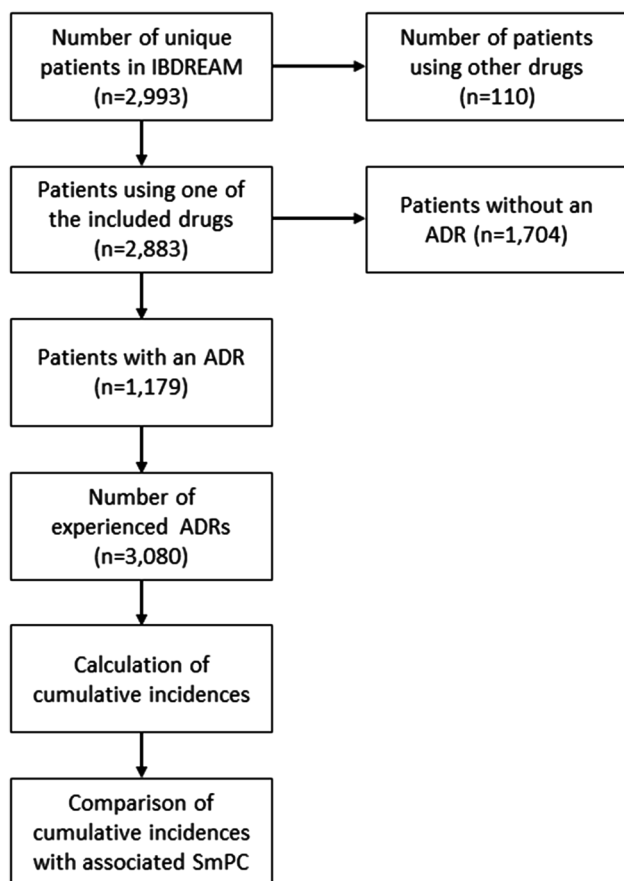 Number of unique
patients in IBDREAM
(n=2,993)
Number of patients
using other drugs
(n=110)
Patients using one of
the included drugs
(n=2,883)
Patients without an
ADR (n=1,704)
Patients with an ADR
(n=1,179)
Number of
experienced ADRs
(n=3,080)
Calculation of
cumulative incidences
Comparison of
cumulative incidences
with associated SmPC